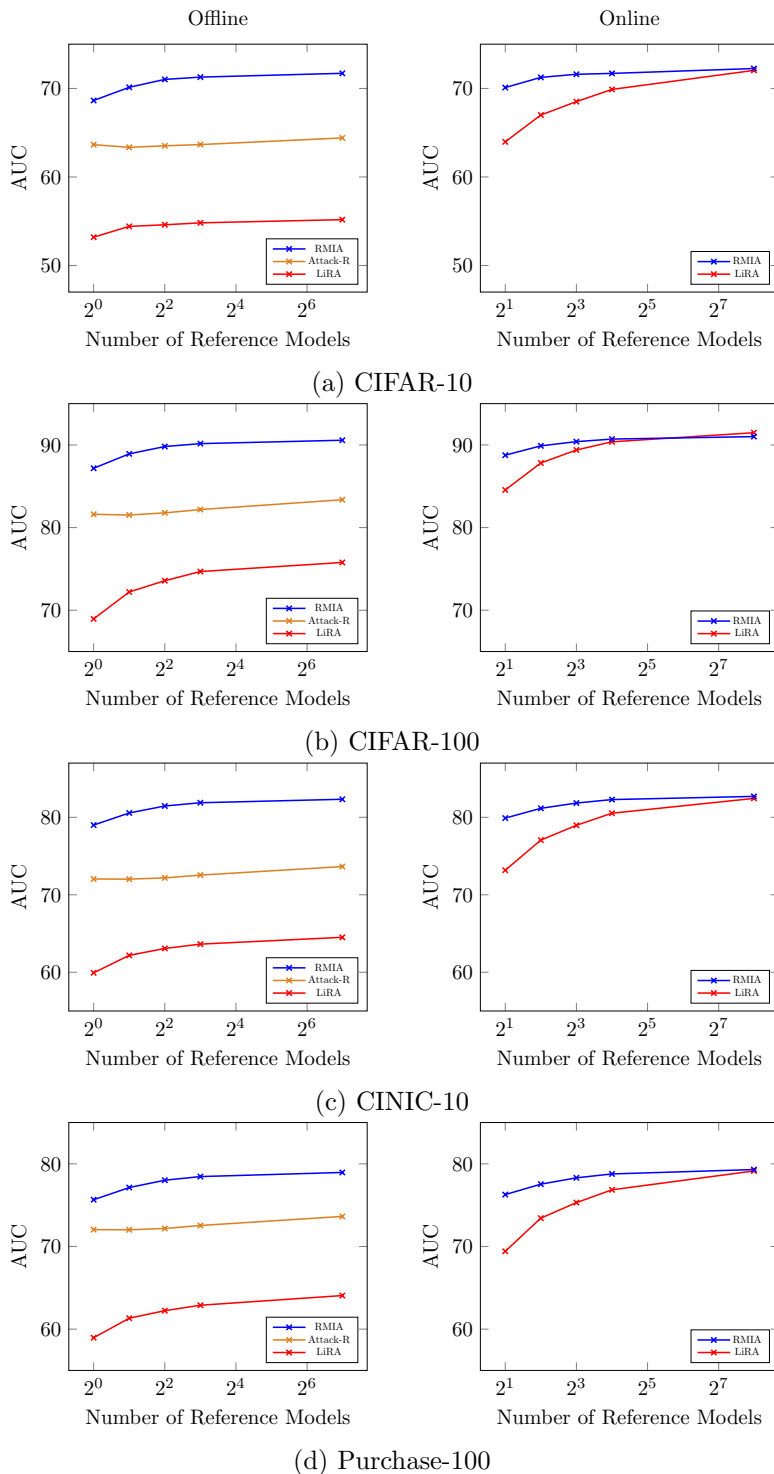 Offline Online
70
60
50
AUC
2^0 2^2 2^4 2^6
Number of Reference Models
RMIA
Attack-R
LiRA
70
60
50
AUC
2^1 2^3 2^5 2^7
Number of Reference Models
RMIA
LiRA
(a) CIFAR-10
90
80
70
AUC
2^0 2^2 2^4 2^6
Number of Reference Models
RMIA
Attack-R
LiRA
90
80
70
AUC
2^1 2^3 2^5 2^7
Number of Reference Models
RMIA
LiRA
(b) CIFAR-100
80
70
60
AUC
2^0 2^2 2^4 2^6
Number of Reference Models
RMIA
Attack-R
LiRA
80
70
60
AUC
2^1 2^3 2^5 2^7
Number of Reference Models
RMIA
LiRA
(c) CINIC-10
80
70
60
AUC
2^0 2^2 2^4 2^6
Number of Reference Models
RMIA
Attack-R
LiRA
80
70
60
AUC
2^1 2^3 2^5 2^7
Number of Reference Models
RMIA
LiRA
(d) Purchase-100